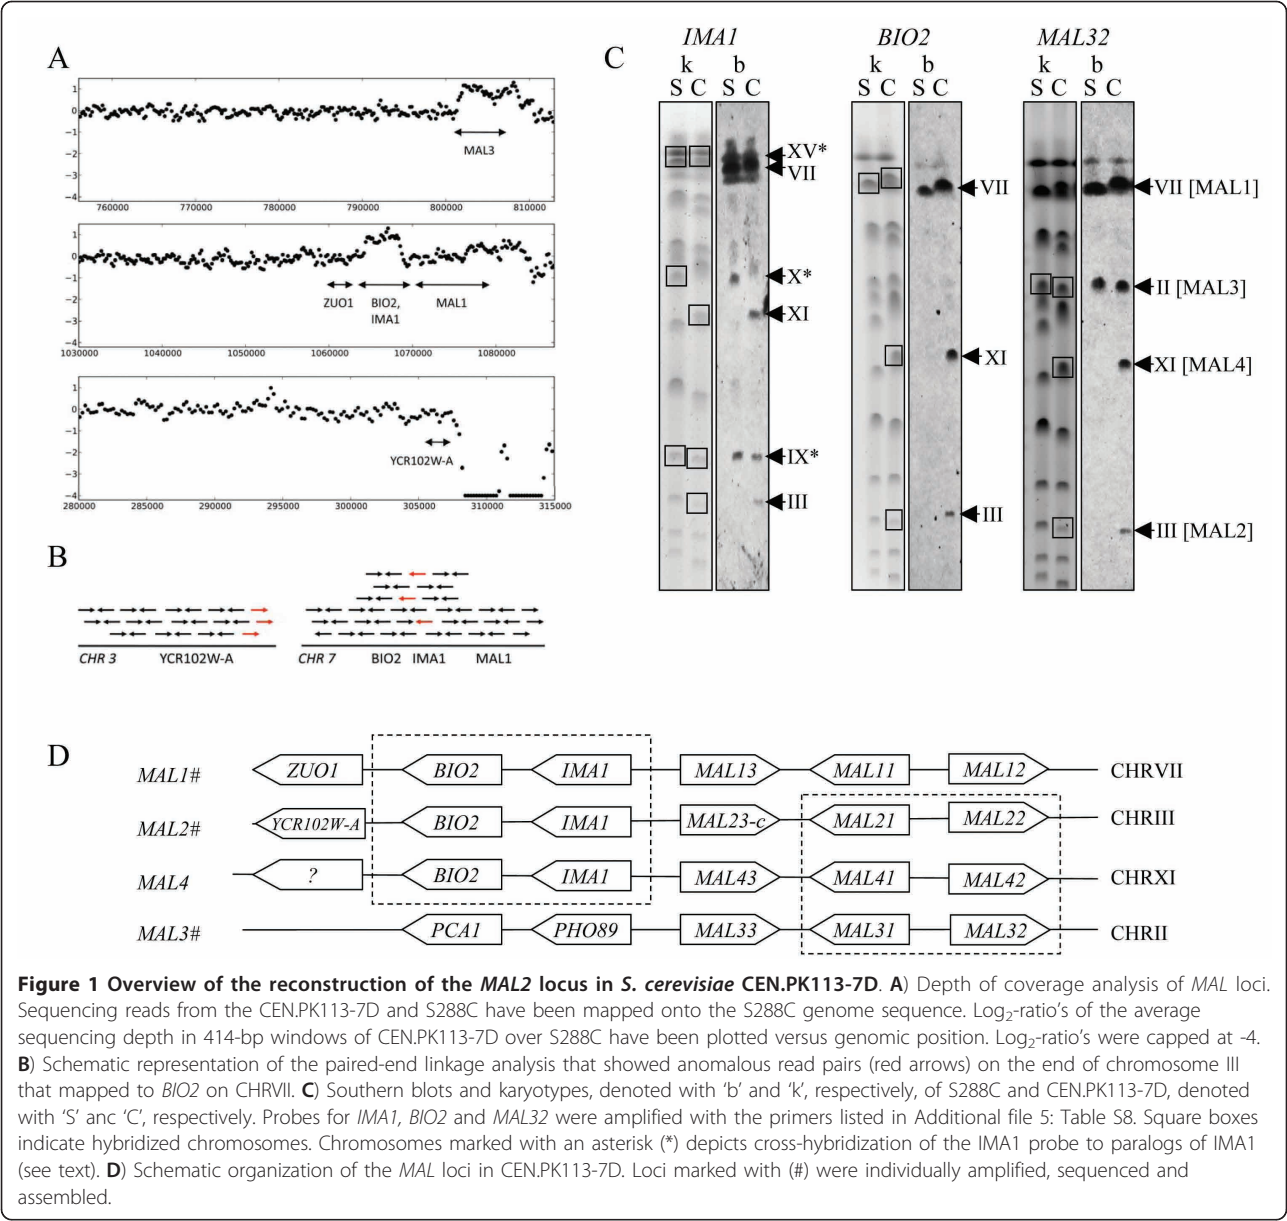 A
1
0
−1
−2
−3
−4
MAL3
760000 770000 780000 790000 800000 810000
1
0
−1
−2
−3
−4
ZUO1 BIO2, IMA1 MAL1
1030000 1040000 1050000 1060000 1070000 1080000
1
0
−1
−2
−3
−4
YCR102W-A
280000 285000 290000 295000 300000 305000 310000 315000
B
CHR 3 YCR102W-A CHR 7 BIO2 IMA1 MAL1
C
IMA1 BIO2 MAL32
k b k b k b
S C S C S C S C S C S C
XV*
VII
X*
XI
IX*
III
VII
XI
III
VII [MAL1]
II [MAL3]
XI [MAL4]
III [MAL2]
D
MAL1# ZUO1 BIO2 IMA1 MAL13 MAL11 MAL12 CHRVII
MAL2# YCR102W-A BIO2 IMA1 MAL23-c MAL21 MAL22 CHRIII
MAL4 ? BIO2 IMA1 MAL43 MAL41 MAL42 CHRXI
MAL3# PCA1 PHO89 MAL33 MAL31 MAL32 CHRII
Figure 1 Overview of the reconstruction of the MAL2 locus in S. cerevisiae CEN.PK113-7D. A) Depth of coverage analysis of MAL loci.
Sequencing reads from the CEN.PK113-7D and S288C have been mapped onto the S288C genome sequence. Log2-ratio's of the average
sequencing depth in 414-bp windows of CEN.PK113-7D over S288C have been plotted versus genomic position. Log2-ratio's were capped at -4.
B) Schematic representation of the paired-end linkage analysis that showed anomalous read pairs (red arrows) on the end of chromosome III
that mapped to BIO2 on CHRVII. C) Southern blots and karyotypes, denoted with 'b' and 'k', respectively, of S288C and CEN.PK113-7D, denoted
with 'S' anc 'C', respectively. Probes for IMA1, BIO2 and MAL32 were amplified with the primers listed in Additional file 5: Table S8. Square boxes
indicate hybridized chromosomes. Chromosomes marked with an asterisk (*) depicts cross-hybridization of the IMA1 probe to paralogs of IMA1
(see text). D) Schematic organization of the MAL loci in CEN.PK113-7D. Loci marked with (#) were individually amplified, sequenced and
assembled.